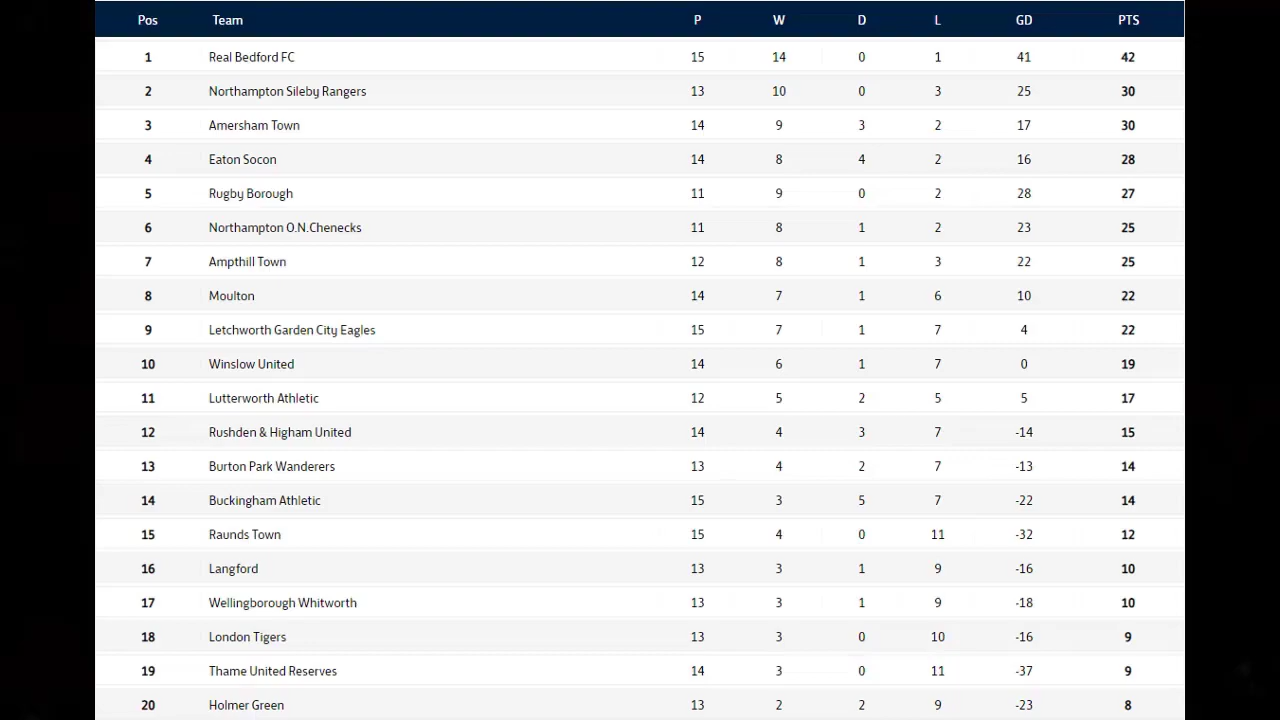 Pos Team P W D L GD PTS
1 Real Bedford FC 15 14 0 1 41 42
2 Northampton Sileby Rangers 13 10 0 3 25 30
3 Amersham Town 14 9 3 2 17 30
4 Eaton Socon 14 8 4 2 16 28
5 Rugby Borough 11 9 0 2 28 27
6 Northampton O.N.Chenecks 11 8 1 2 23 25
7 Ampthill Town 12 8 1 3 22 25
8 Moulton 14 7 1 6 10 22
9 Letchworth Garden City Eagles 15 7 1 7 4 22
10 Winslow United 14 6 1 7 0 19
11 Lutterworth Athletic 12 5 2 5 5 17
12 Rushden & Higham United 14 4 3 7 -14 15
13 Burton Park Wanderers 13 4 2 7 -13 14
14 Buckingham Athletic 15 3 5 7 -22 14
15 Raunds Town 15 4 0 11 -32 12
16 Langford 13 3 1 9 -16 10
17 Wellingborough Whitworth 13 3 1 9 -18 10
18 London Tigers 13 3 0 10 -16 9
19 Thame United Reserves 14 3 0 11 -37 9
20 Holmer Green 13 2 2 9 -23 8